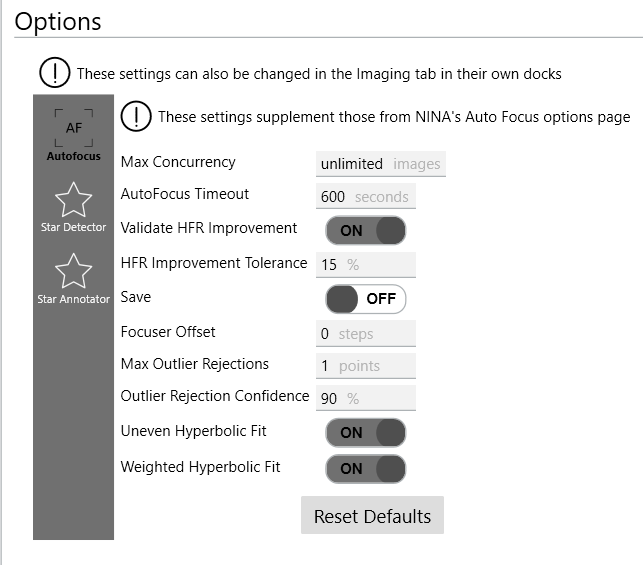 Options
These settings can also be changed in the Imaging tab in their own docks
AF
Autofocus
Star Detector
Star Annotator
These settings supplement those from NINA's Auto Focus options page
Max Concurrency unlimited images
AutoFocus Timeout 600 seconds
Validate HFR Improvement ON
HFR Improvement Tolerance 15 %
Save OFF
Focuser Offset 0 steps
Max Outlier Rejections 1 points
Outlier Rejection Confidence 90 %
Uneven Hyperbolic Fit ON
Weighted Hyperbolic Fit ON
Reset Defaults